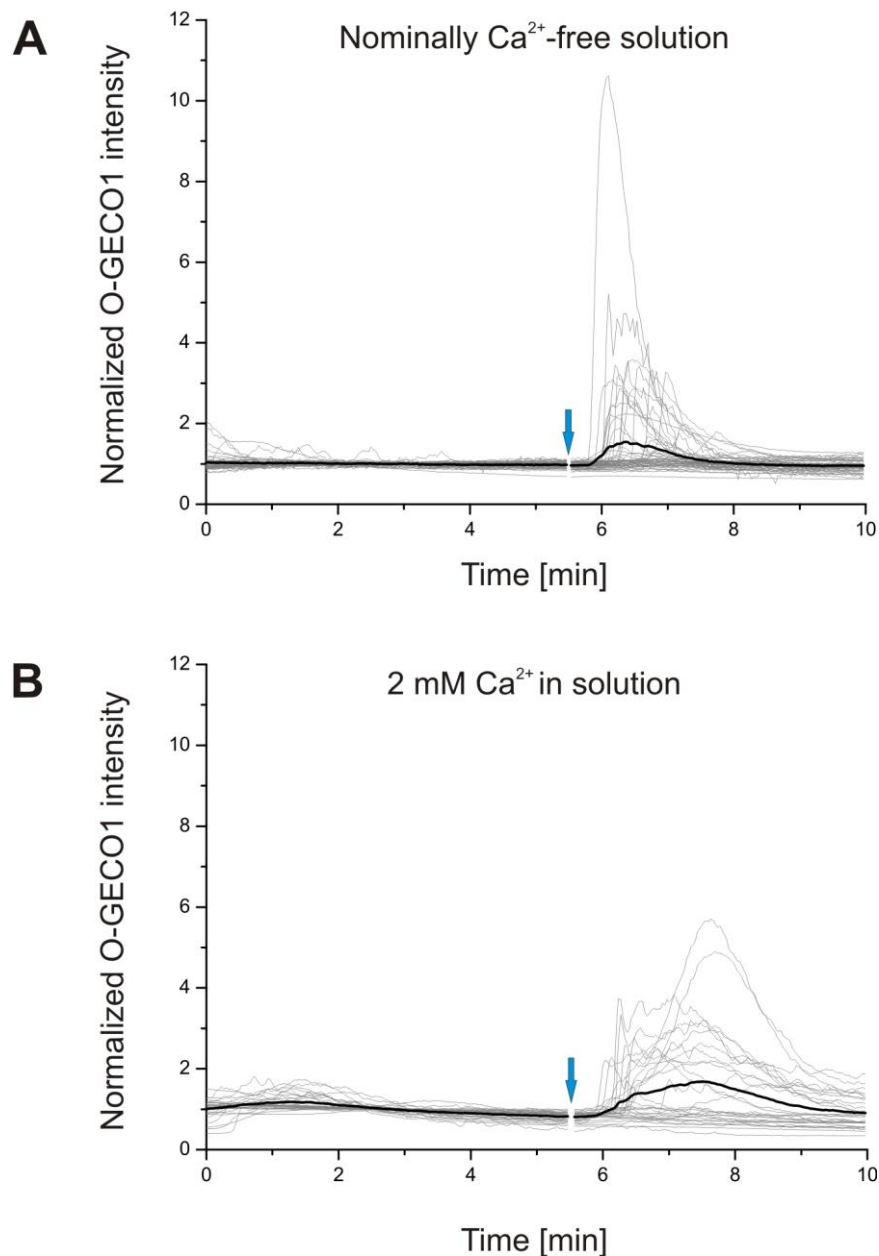 A
Nominally Ca²⁺-free solution
Normalized O-GECO1 intensity
12
10
8
6
4
2
0
0 2 4 6 8 10
Time [min]
B
2 mM Ca²⁺ in solution
Normalized O-GECO1 intensity
12
10
8
6
4
2
0
0 2 4 6 8 10
Time [min]